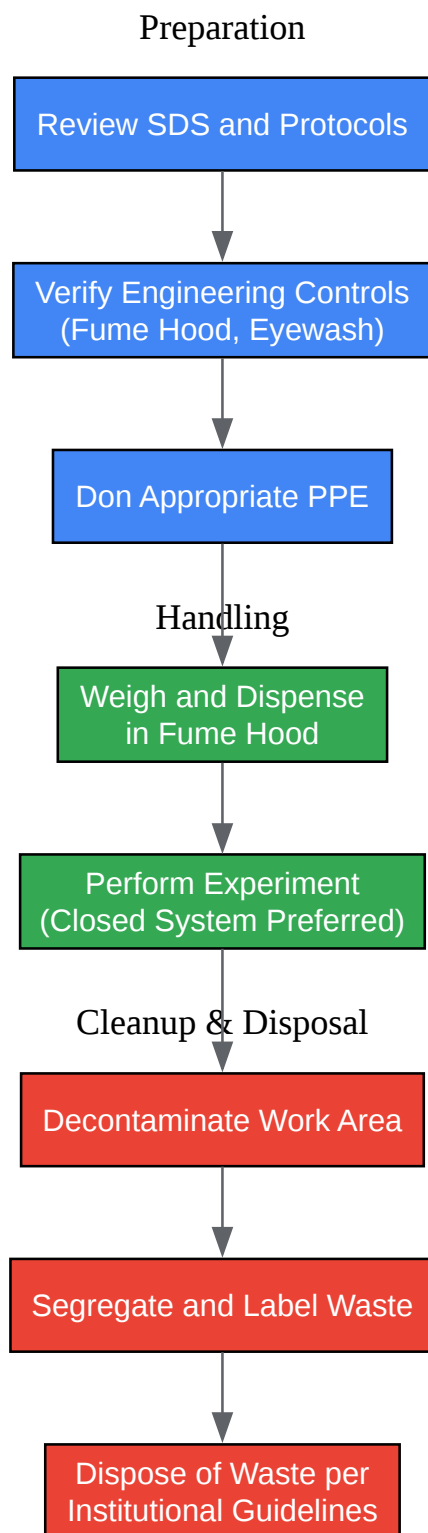 Preparation
Review SDS and Protocols
Verify Engineering Controls
(Fume Hood, Eyewash)
Don Appropriate PPE
Handling
Weigh and Dispense
in Fume Hood
Perform Experiment
(Closed System Preferred)
Cleanup & Disposal
Decontaminate Work Area
Segregate and Label Waste
Dispose of Waste per
Institutional Guidelines